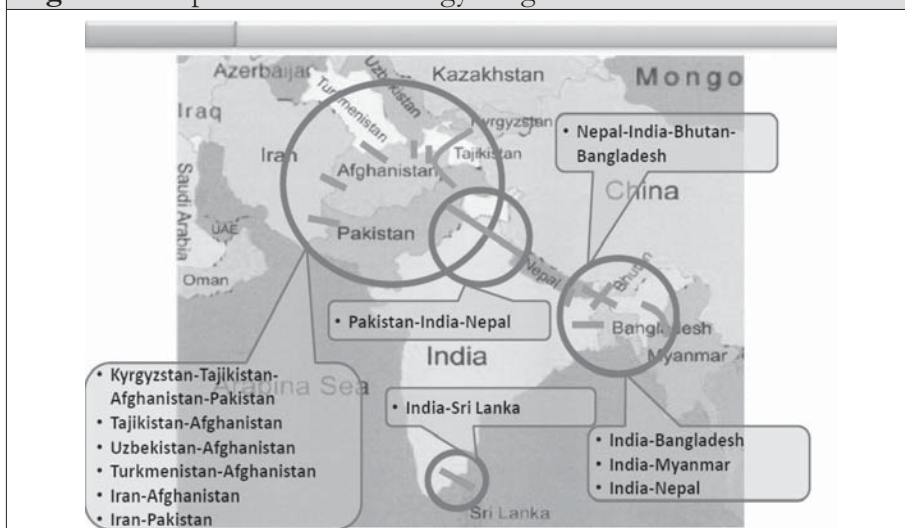 Azerbaijan
Uzbekistan
Kazakhstan
Mongo
Iraq
Turkmenistan
Kyrgyzstan
• Nepal-India-Bhutan-
Bangladesh
Iran
Afghanistan
Tajikistan
China
Saudi Arabia
UAE
Pakistan
Oman
Nepal
Bhutan
• Pakistan-India-Nepal
Bangladesh
India
Myanmar
• Kyrgyzstan-Tajikistan-
Afghanistan-Pakistan
• Tajikistan-Afghanistan
• Uzbekistan-Afghanistan
• Turkmenistan-Afghanistan
• Iran-Afghanistan
• Iran-Pakistan
Arabina Sea
• India-Sri Lanka
• India-Bangladesh
• India-Myanmar
• India-Nepal
Sri Lanka